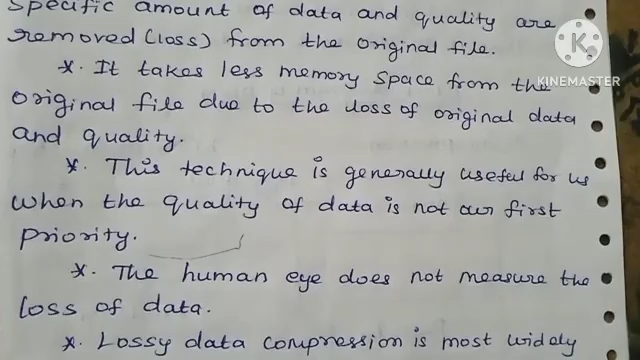 specific amount of data and quality are
removed (loss) from the original file.
*. It takes less memory space from the
original file due to the loss of original data
and quality.
*. This technique is generally useful for us
when the quality of data is not our first
priority.
*. The human eye does not measure the
loss of data.
*. Lossy data compression is most widely
KINEMASTER